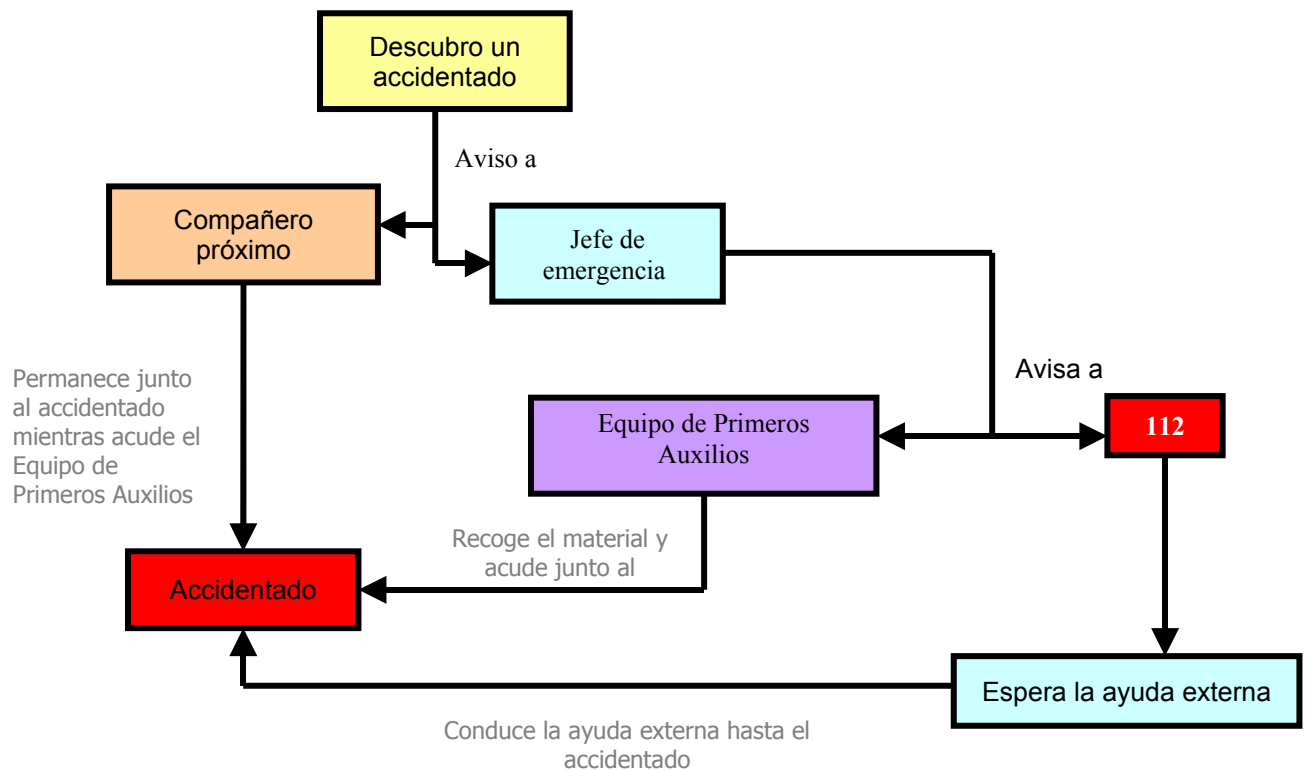 Descubro un
accidentado
Aviso a
Compañero
próximo
Jefe de
emergencia
Permanece junto
al accidentado
mientras acude el
Equipo de
Primeros Auxilios
Avisa a
Equipo de Primeros
Auxilios
112
Recoge el material y
acude junto al
Accidentado
Espera la ayuda externa
Conduce la ayuda externa hasta el
accidentado